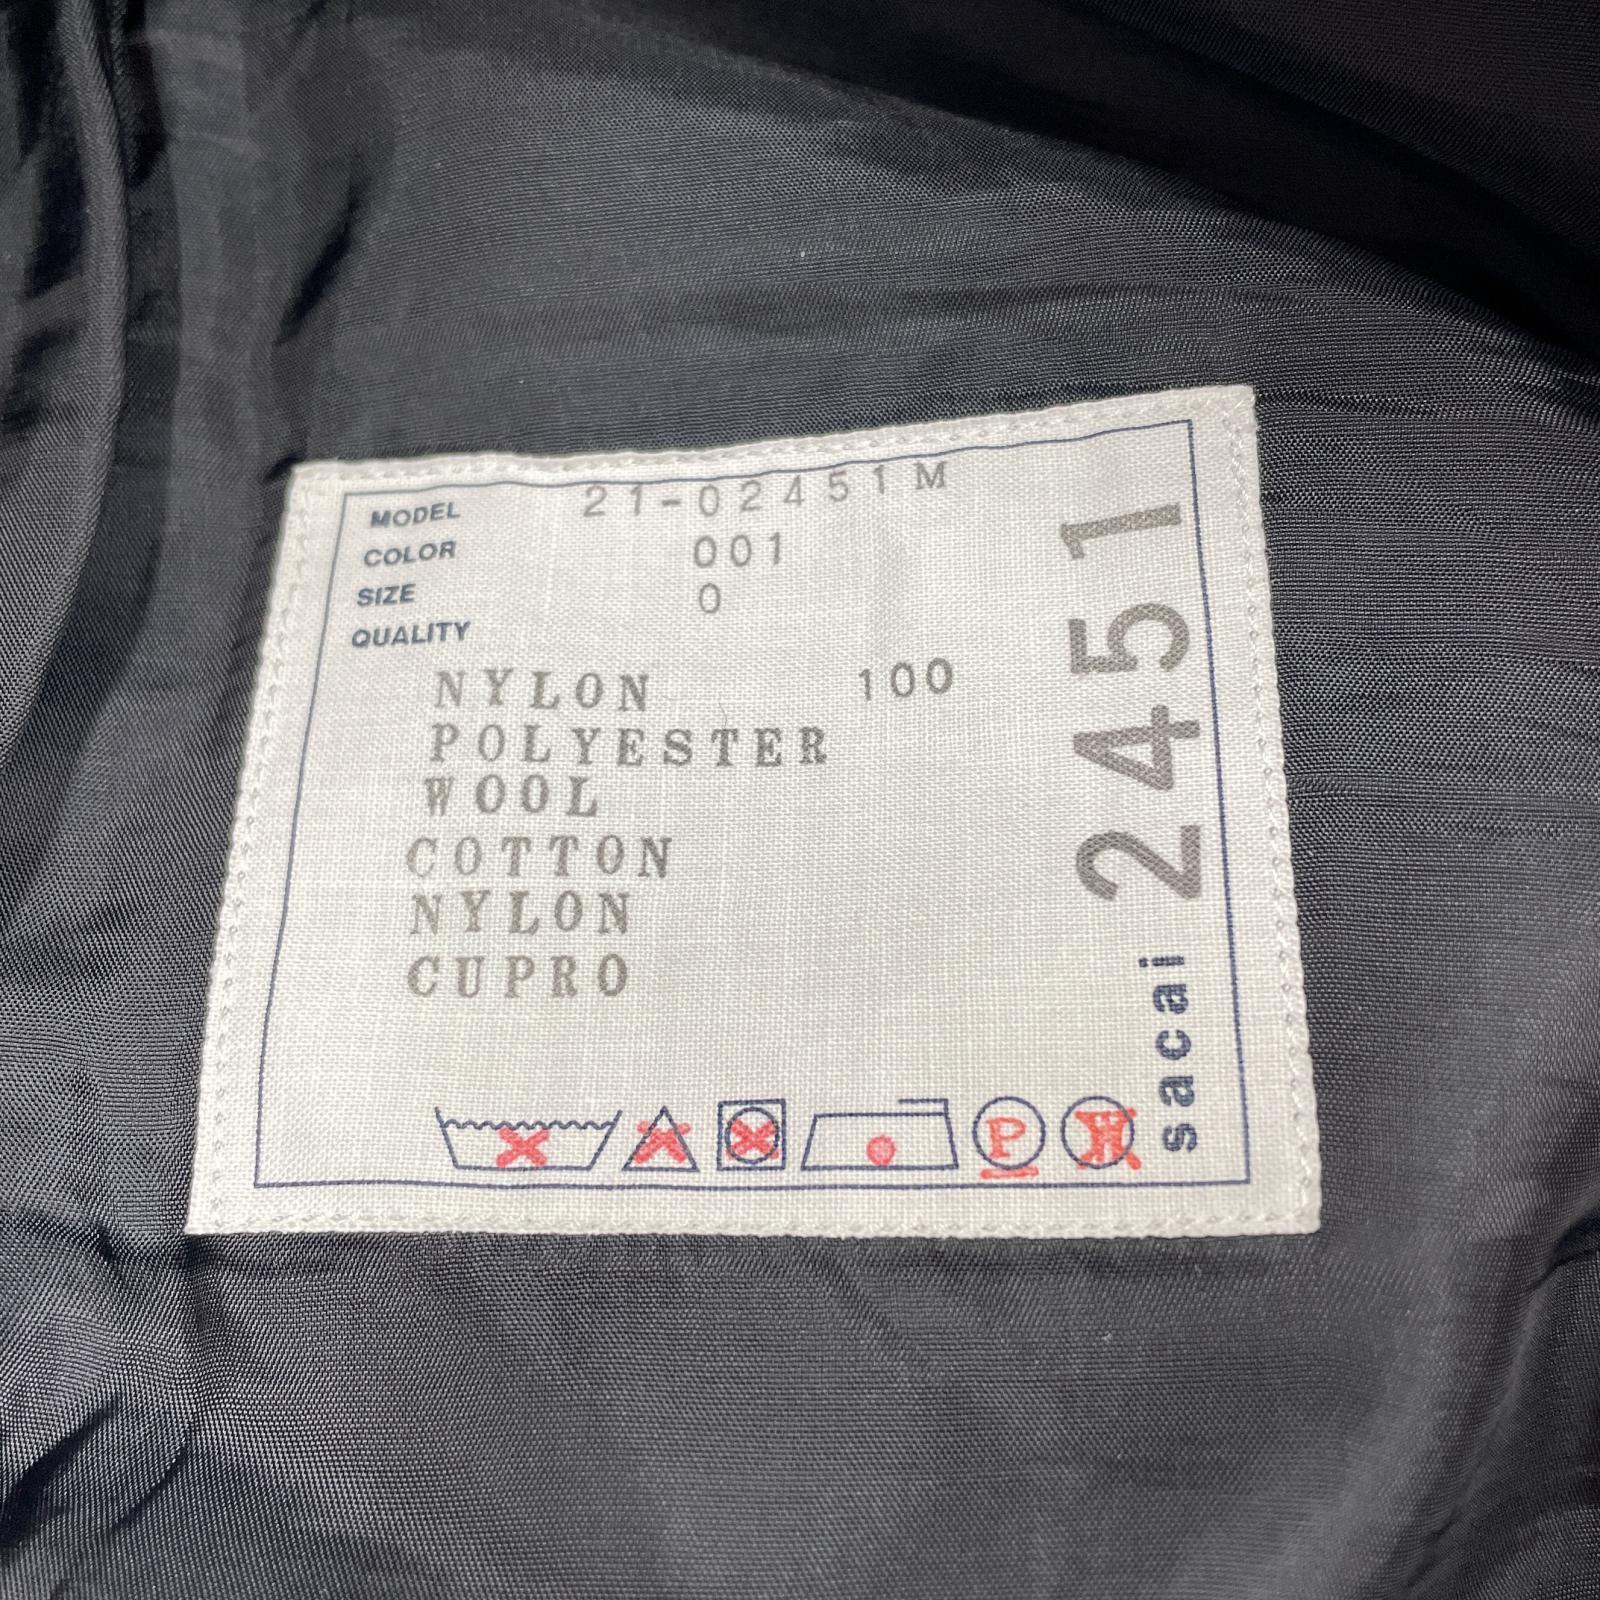 MODEL 21-02451M
COLOR 001
SIZE 0
QUALITY
NYLON 100
POLYESTER
WOOL
COTTON
NYLON
CUPRO
P
W
sacai 2451